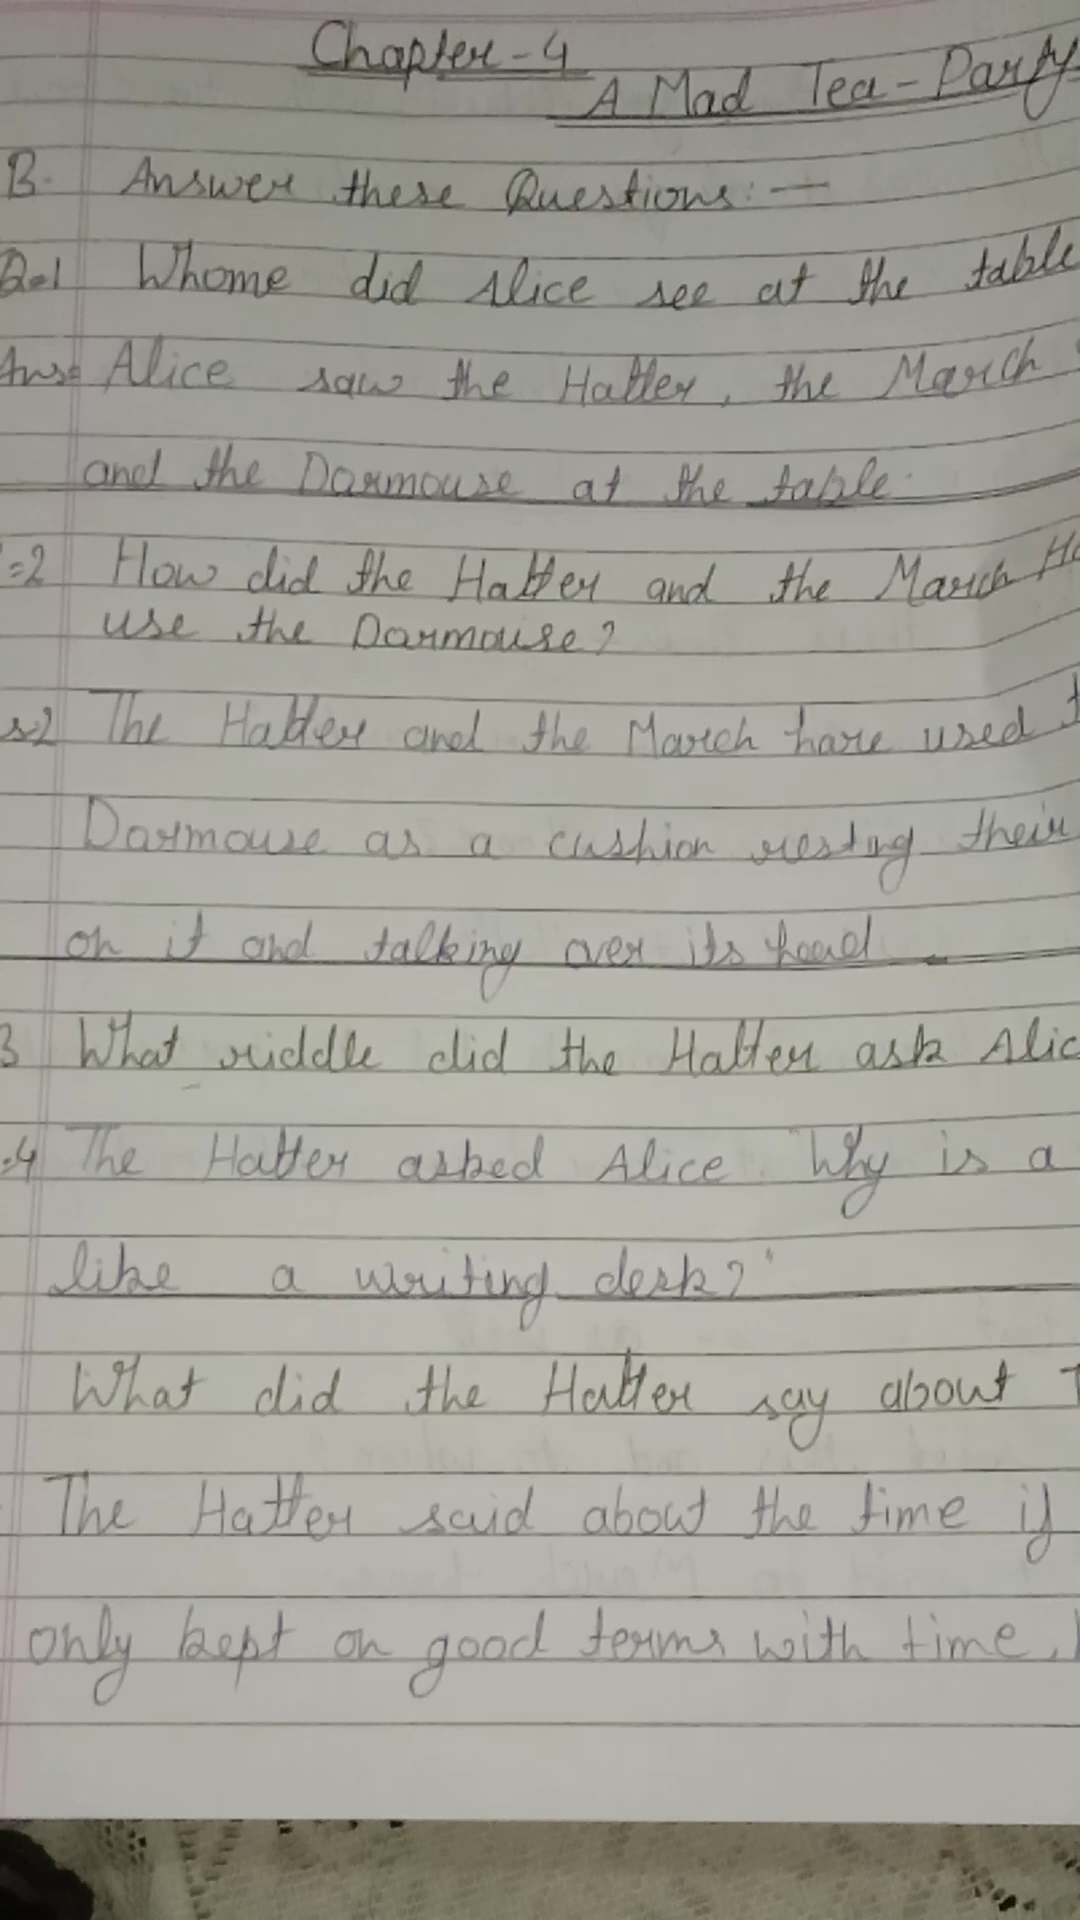 Chapter-4
A Mad Tea-Party
B. Answer these Questions:—
Q.1 Whome did Alice see at the table
Ans= Alice saw the Hatter, the March
and the Darmouse at the table.
=2 How did the Hatter and the March Ha
use the Darmouse?
s.2 The Hatter and the March hare used t
Darmouse as a cushion resting their
on it and talking over its head
3 What riddle did the Hatter ask Alic
.4 The Hatter asked Alice "Why is a
like a writing desk?"
What did the Hatter say about T
The Hatter said about the time if
only kept on good terms with time,